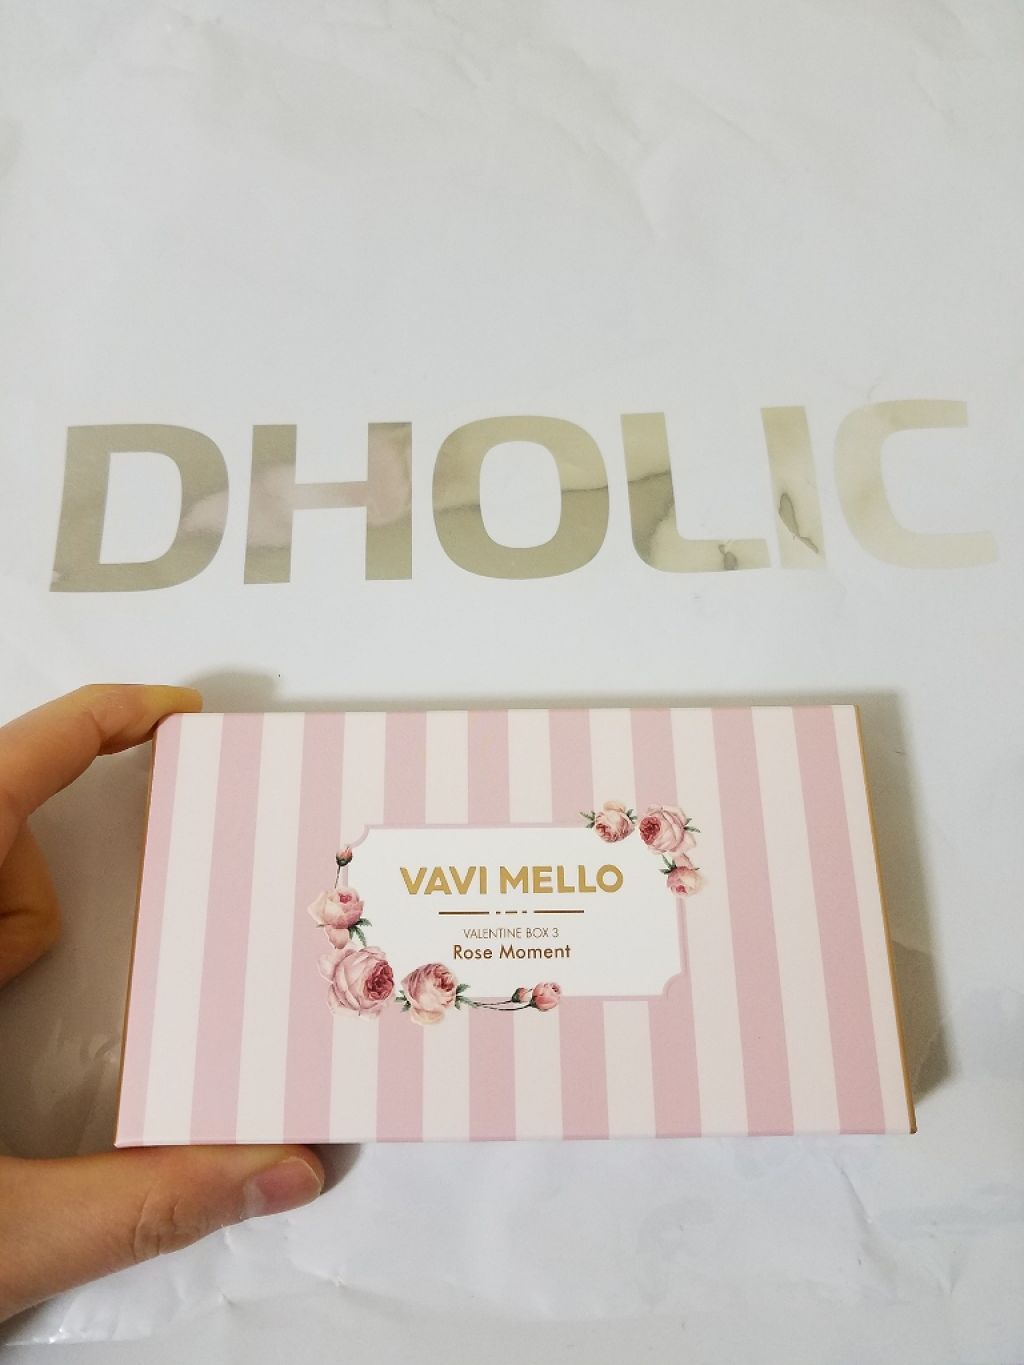 DHOLIC
VAVI MELLO
VALENTINE BOX 3
Rose Moment